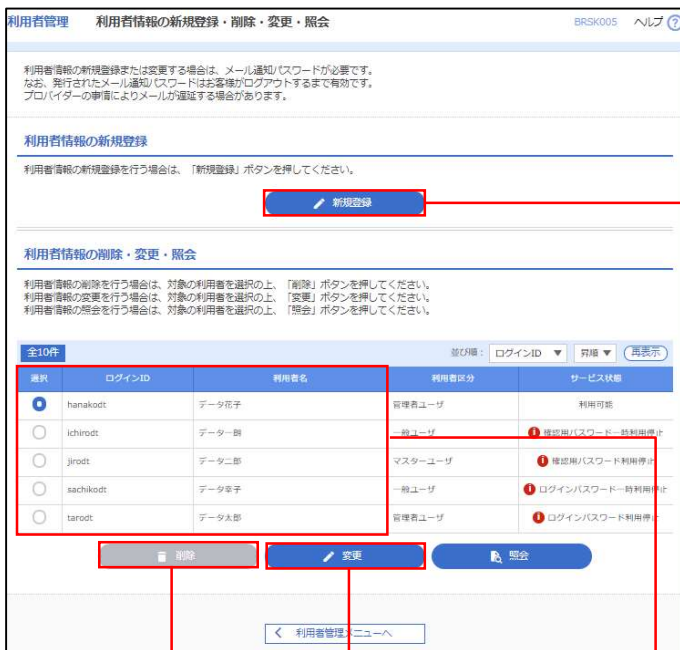 利用者管理 利用者情報の新規登録・削除・変更・照会 BRSK005 ヘルプ ?
利用者情報の新規登録または変更する場合は、メール通知パスワードが必要です。
なお、発行されたメール通知パスワードはお客様がログアウトするまで有効です。
プロバイダーの事情によりメールが遅延する場合があります。
利用者情報の新規登録
利用者情報の新規登録を行う場合は、「新規登録」ボタンを押してください。
新規登録
利用者情報の削除・変更・照会
利用者情報の削除を行う場合は、対象の利用者を選択の上、「削除」ボタンを押してください。
利用者情報の変更を行う場合は、対象の利用者を選択の上、「変更」ボタンを押してください。
利用者情報の照会を行う場合は、対象の利用者を選択の上、「照会」ボタンを押してください。
全10件 並び順: ログインID ▼ 昇順 ▼ 再表示
選択 ログインID 利用者名 利用者区分 サービス状態
hanakodt データ花子 管理者ユーザ 利用可能
ichirodt データ一朗 一般ユーザ 確認用パスワード一時利用停止
jirodt データ二郎 マスターユーザ 確認用パスワード利用停止
sachikodt データ幸子 一般ユーザ ログインパスワード一時利用停止
tarodt データ太郎 管理者ユーザ ログインパスワード利用停止
削除 変更 照会
利用者管理メニューへ